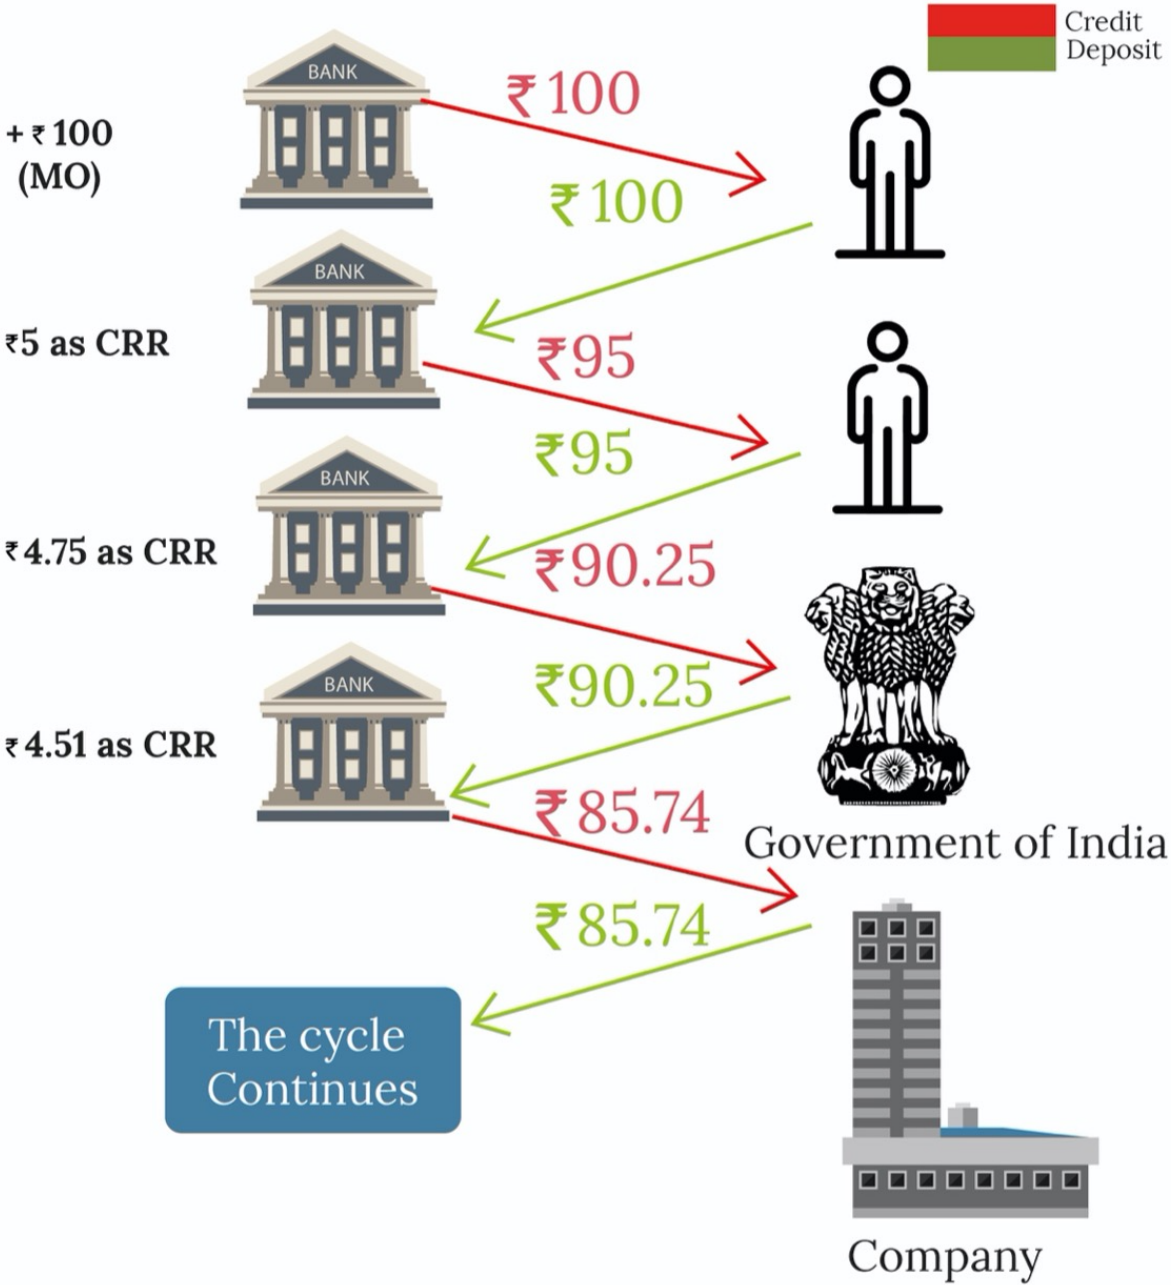 Credit
Deposit
BANK
+ ₹ 100
(MO)
₹ 100
₹ 100
BANK
₹5 as CRR
₹95
₹95
BANK
₹ 4.75 as CRR
₹90.25
₹90.25
BANK
₹ 4.51 as CRR
₹ 85.74
Government of India
₹ 85.74
The cycle
Continues
Company